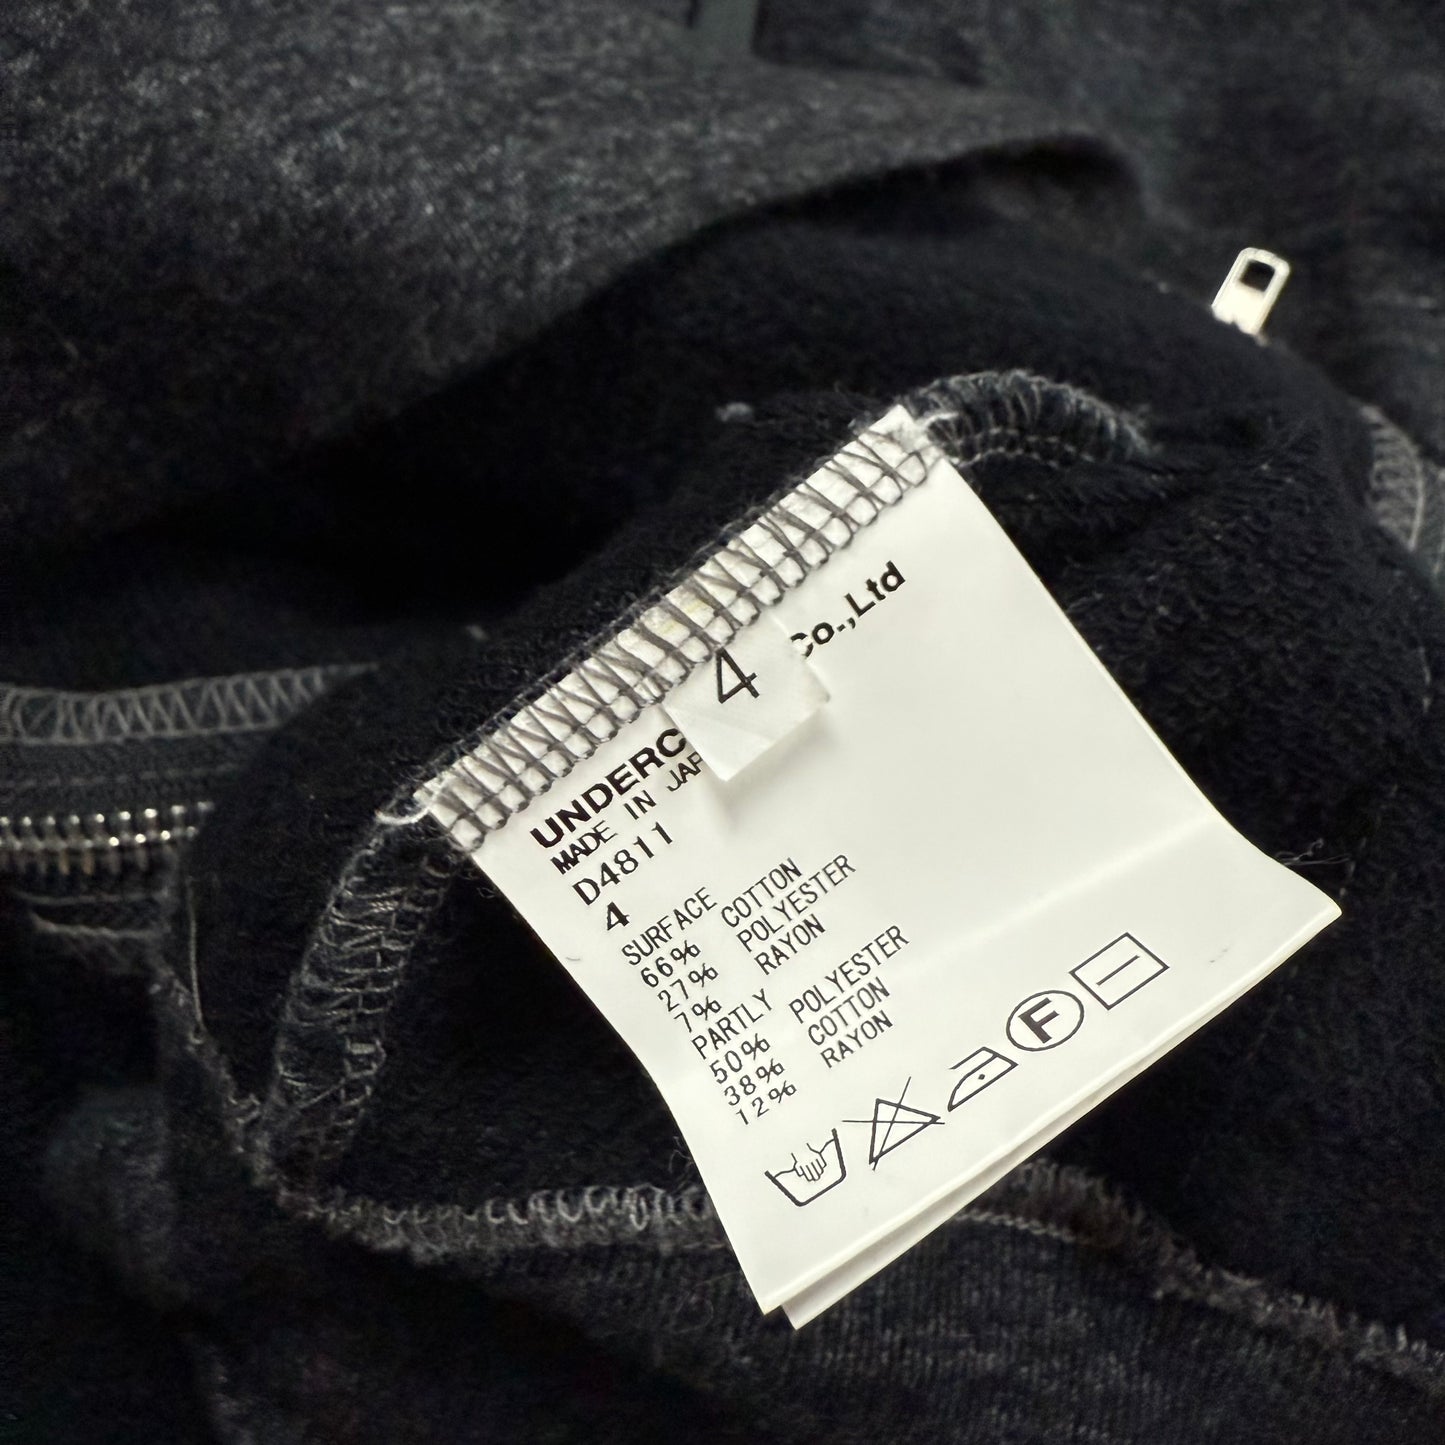 4
UNDERC Co.,Ltd
MADE IN JAP
D4811
4
SURFACE
66% COTTON
27% POLYESTER
7% RAYON
PARTLY
50% POLYESTER
38% COTTON
12% RAYON
F